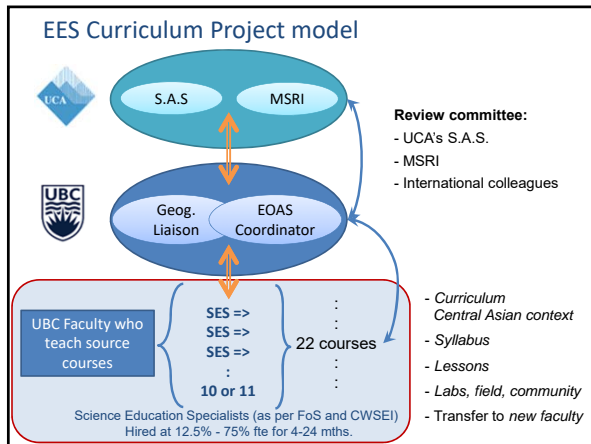 EES Curriculum Project model
UCA
S.A.S
MSRI
Review committee:
- UCA's S.A.S.
- MSRI
- International colleagues
UBC
Geog.
Liaison
EOAS
Coordinator
UBC Faculty who
teach source
courses
SES =>
SES =>
SES =>
:
10 or 11
:
:
22 courses
:
:
- Curriculum
Central Asian context
- Syllabus
- Lessons
- Labs, field, community
- Transfer to new faculty
Science Education Specialists (as per FoS and CWSEI)
Hired at 12.5% - 75% fte for 4-24 mths.